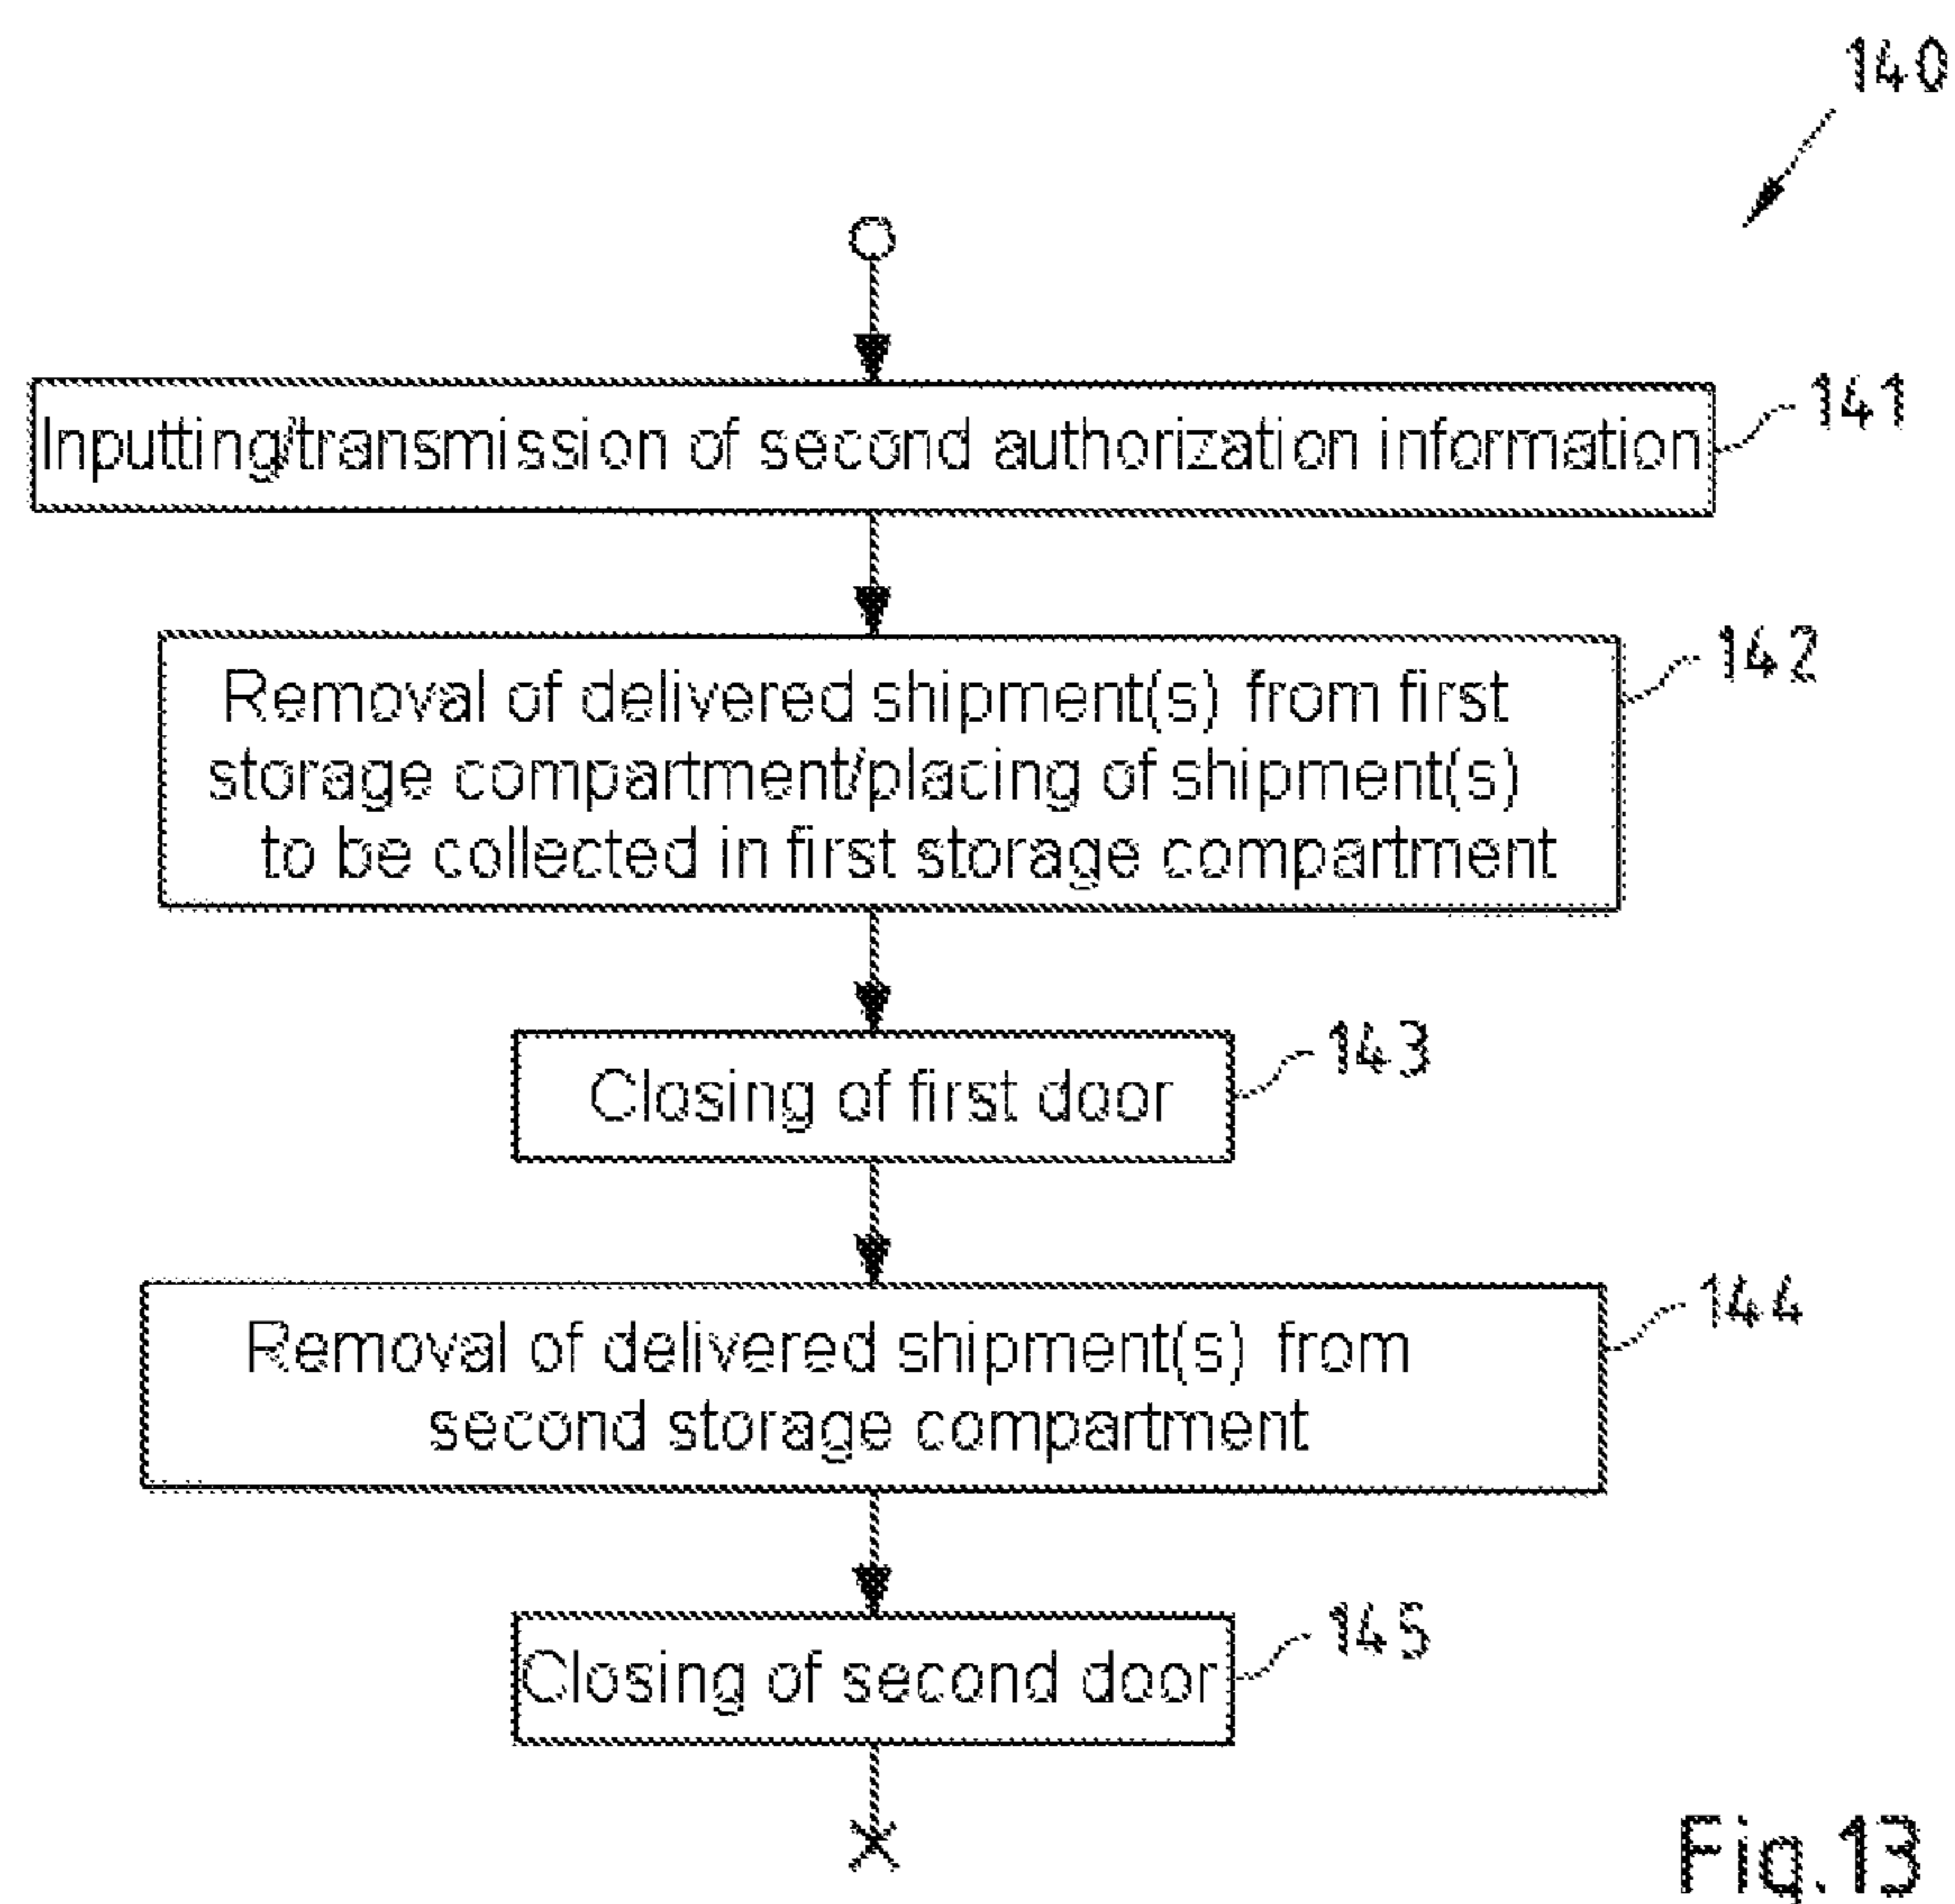 140
Inputting/transmission of second authorization information
141
Removal of delivered shipment(s) from first
storage compartment/placing of shipment(s)
to be collected in first storage compartment
142
Closing of first door
143
Removal of delivered shipment(s) from
second storage compartment
144
Closing of second door
145
Fig.13